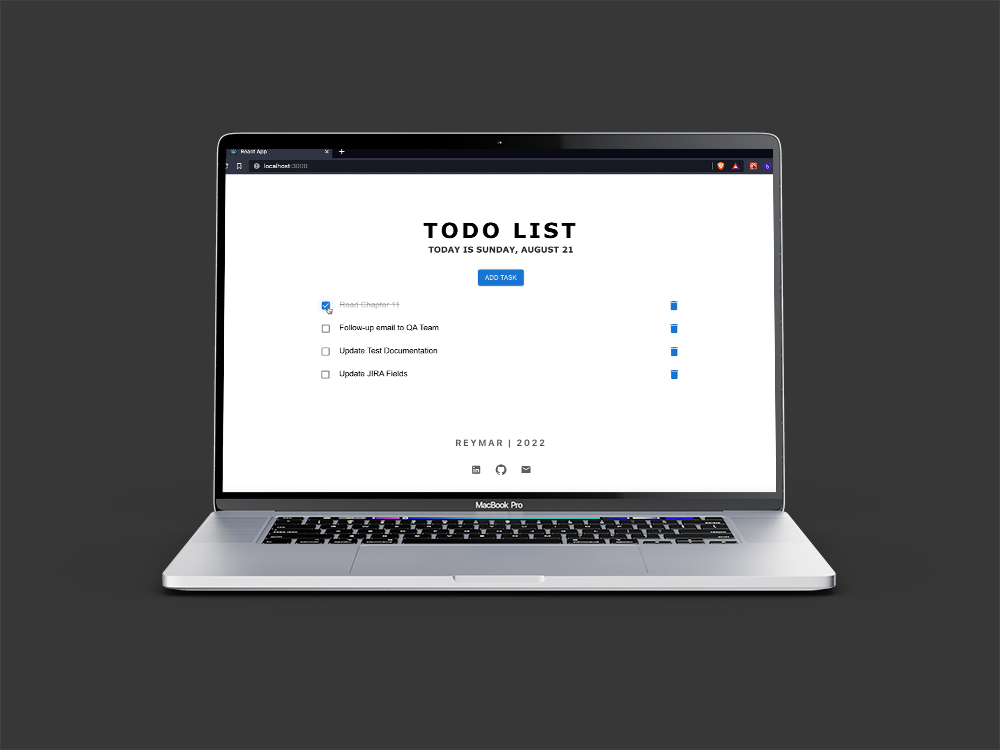 React App
localhost:3000
TODO LIST
TODAY IS SUNDAY, AUGUST 21
ADD TASK
Read Chapter 11
Follow-up email to QA Team
Update Test Documentation
Update JIRA Fields
REYMAR | 2022
MacBook Pro